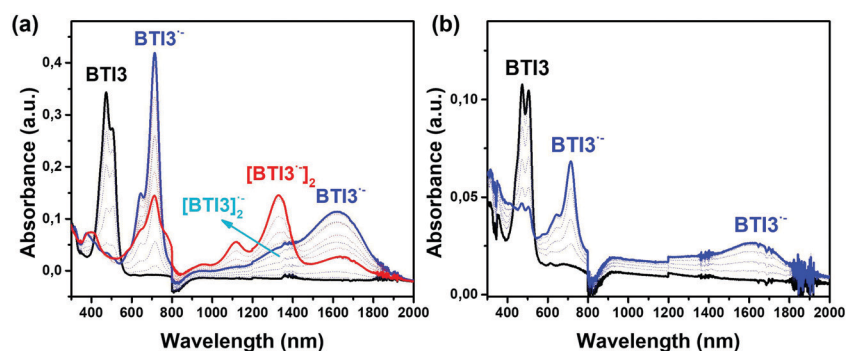 (a)
BTI3
BTI3·-
[BTI3]2·-
[BTI3·-]2
BTI3·-
Absorbance (a.u.)
0,4
0,3
0,2
0,1
0,0
400 600 800 1000 1200 1400 1600 1800 2000
Wavelength (nm)
(b)
BTI3
BTI3·-
BTI3·-
Absorbance (a.u.)
0,10
0,05
0,00
400 600 800 1000 1200 1400 1600 1800 2000
Wavelength (nm)